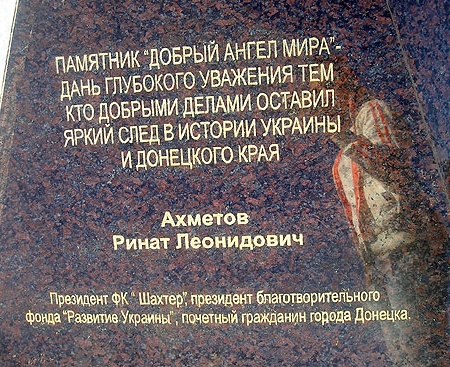 ПАМЯТНИК "ДОБРЫЙ АНГЕЛ МИРА"-
ДАНЬ ГЛУБОКОГО УВАЖЕНИЯ ТЕМ
КТО ДОБРЫМИ ДЕЛАМИ ОСТАВИЛ
ЯРКИЙ СЛЕД В ИСТОРИИ УКРАИНЫ
И ДОНЕЦКОГО КРАЯ
Ахметов
Ринат Леонидович
Президент ФК " Шахтер", президент благотворительного
фонда "Развитие Украины", почетный гражданин города Донецка.